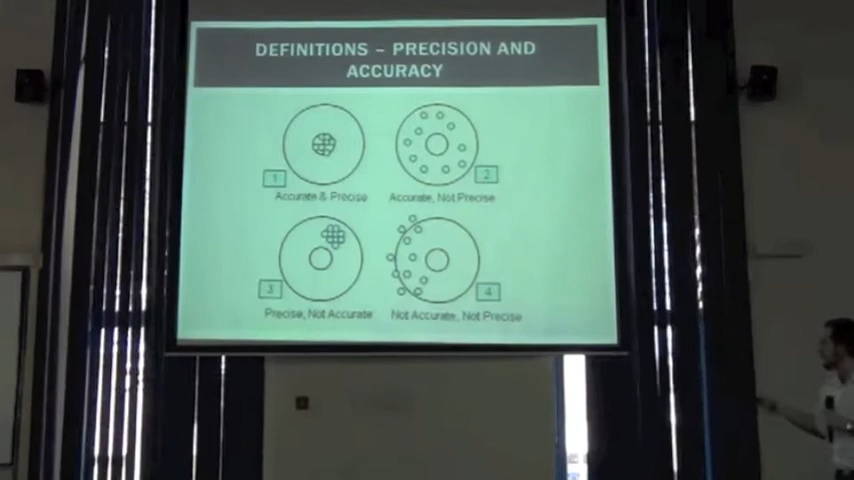 DEFINITIONS – PRECISION AND
ACCURACY
1
Accurate & Precise
2
Accurate, Not Precise
3
Precise, Not Accurate
4
Not Accurate, Not Precise